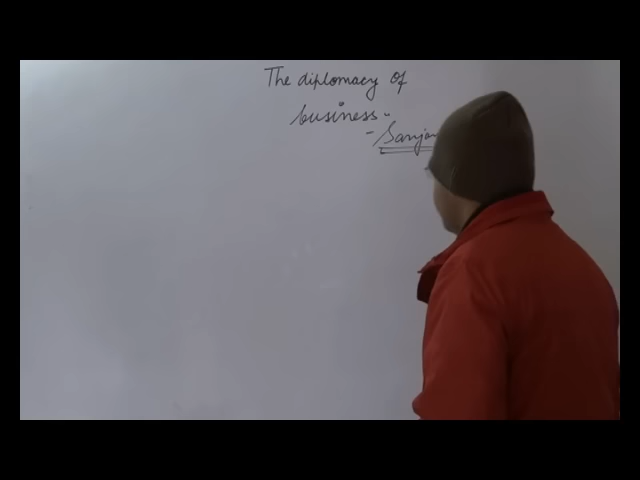 The diplomacy of
business.
-